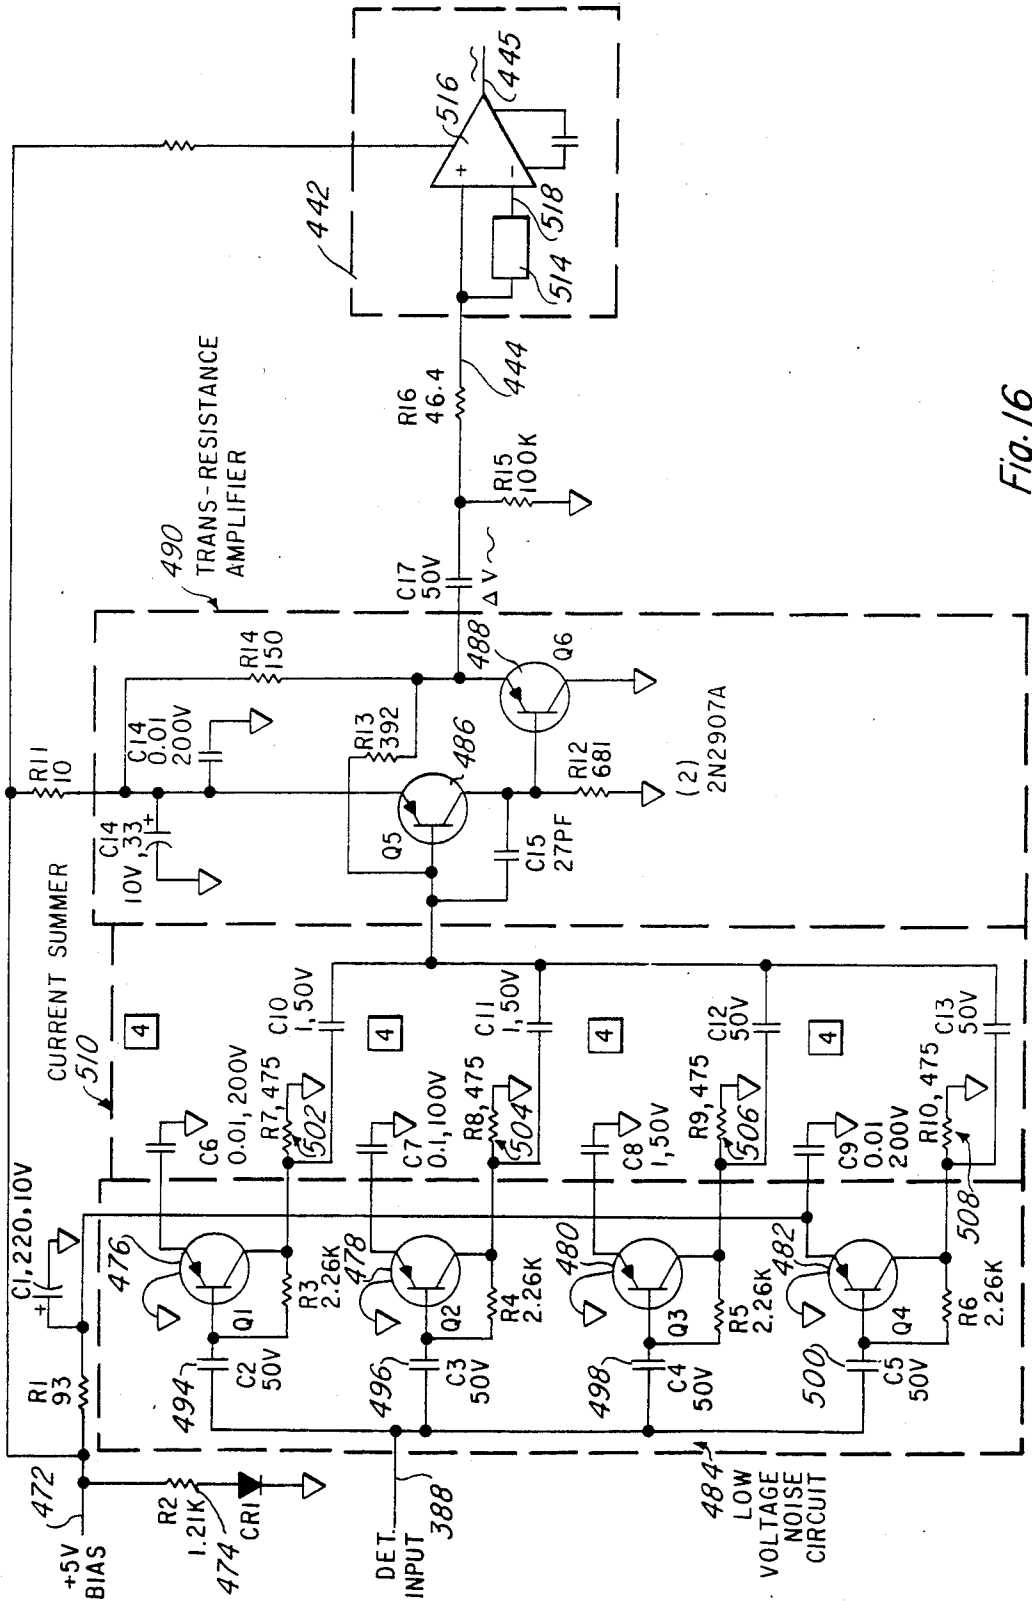 +5V
BIAS
472
R2
1.21K
474
CR1
R1
93
C1, 220, 10V
+
DET.
INPUT
388
484
LOW
VOLTAGE
NOISE
CIRCUIT
494
C2
50V
Q1
476
R3
2.26K
496
C3
50V
Q2
478
R4
2.26K
498
C4
50V
Q3
480
R5
2.26K
500
C5
50V
Q4
482
R6
2.26K
CURRENT SUMMER
510
C6
0.01, 200V
R7, 475
502
C10
1, 50V
4
C7
0.1, 100V
R8, 475
504
C11
1, 50V
4
C8
1, 50V
R9, 475
506
C12
50V
4
C9
0.01
200V
R10, 475
508
C13
50V
4
490
TRANS-RESISTANCE
AMPLIFIER
R11
10
C14
10V, 33
+
C14
0.01
200V
R14
150
R13
392
Q5
486
C15
27PF
R12
681
488
Q6
(2)
2N2907A
C17
50V
ΔV
R15
100K
R16
46.4
444
442
516
+
-
518
514
445
Fig. 16